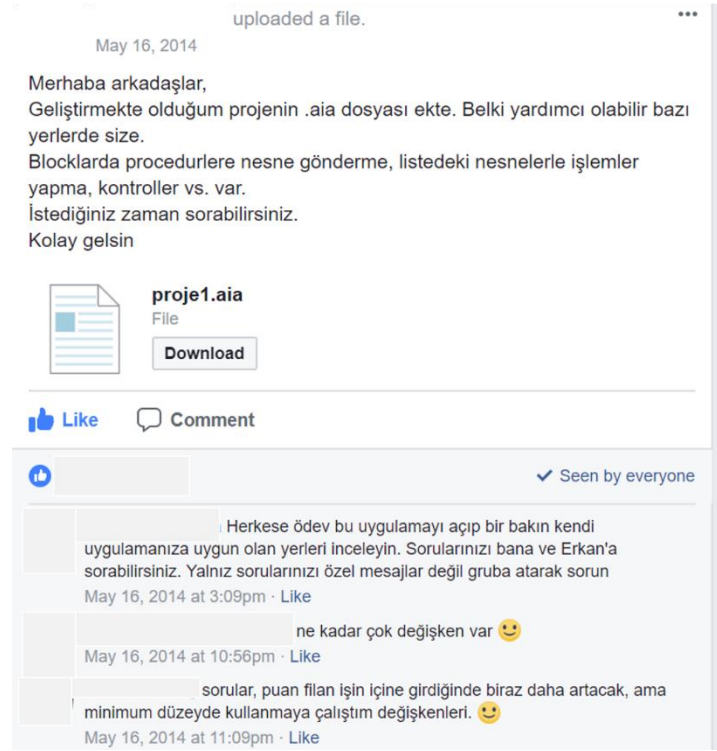 uploaded a file.
May 16, 2014
Merhaba arkadaşlar,
Geliştirmekte olduğum projenin .aia dosyası ekte. Belki yardımcı olabilir bazı
yerlerde size.
Blocklarda procedurlere nesne gönderme, listedeki nesnelerle işlemler
yapma, kontroller vs. var.
İstediğiniz zaman sorabilirsiniz.
Kolay gelsin
proje1.aia
File
Download
Like Comment
Seen by everyone
Herkese ödev bu uygulamayı açıp bir bakın kendi
uygulamanıza uygun olan yerleri inceleyin. Sorularınızı bana ve Erkan'a
sorabilirsiniz. Yalnız sorularınızı özel mesajlar değil gruba atarak sorun
May 16, 2014 at 3:09pm · Like
ne kadar çok değişken var 🙂
May 16, 2014 at 10:56pm · Like
sorular, puan filan işin içine girdiğinde biraz daha artacak, ama
minimum düzeyde kullanmaya çalıştım değişkenleri. 🙂
May 16, 2014 at 11:09pm · Like